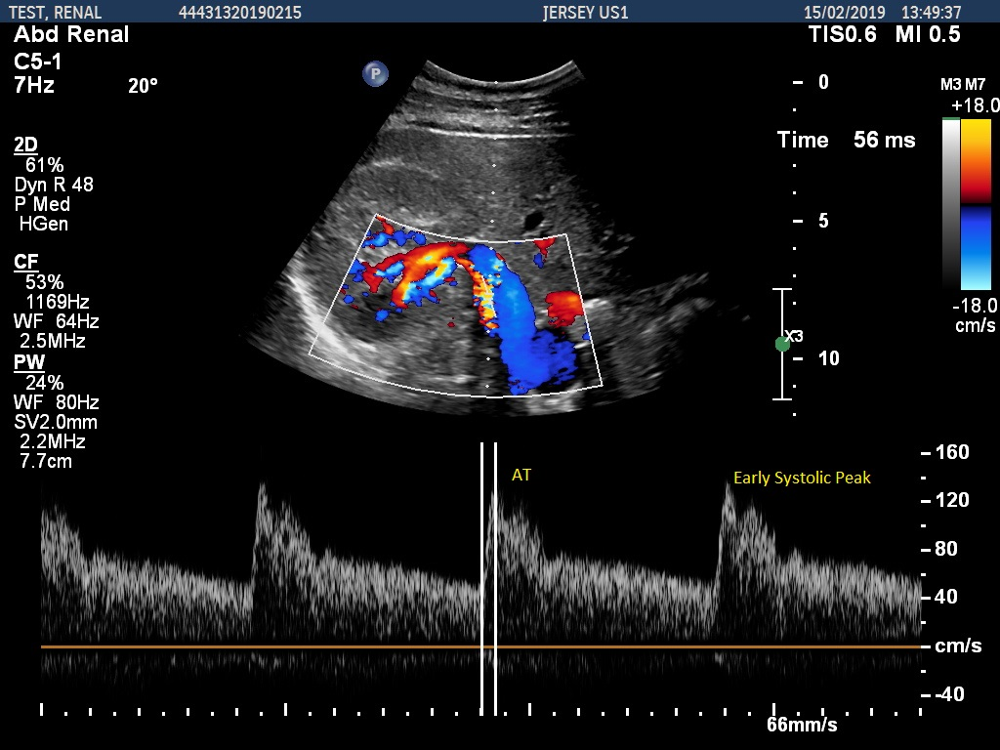 TEST, RENAL 44431320190215 JERSEY US1 15/02/2019 13:49:37
Abd Renal TIS0.6 MI 0.5
C5-1
7Hz 20°
P
M3 M7
+18.0
0
Time 56 ms
2D
61%
Dyn R 48
P Med
HGen
5
CF
53%
1169Hz
WF 64Hz
2.5MHz
-18.0
cm/s
X3
10
PW
24%
WF 80Hz
SV2.0mm
2.2MHz
7.7cm
160
AT
Early Systolic Peak
120
80
40
cm/s
-40
66mm/s